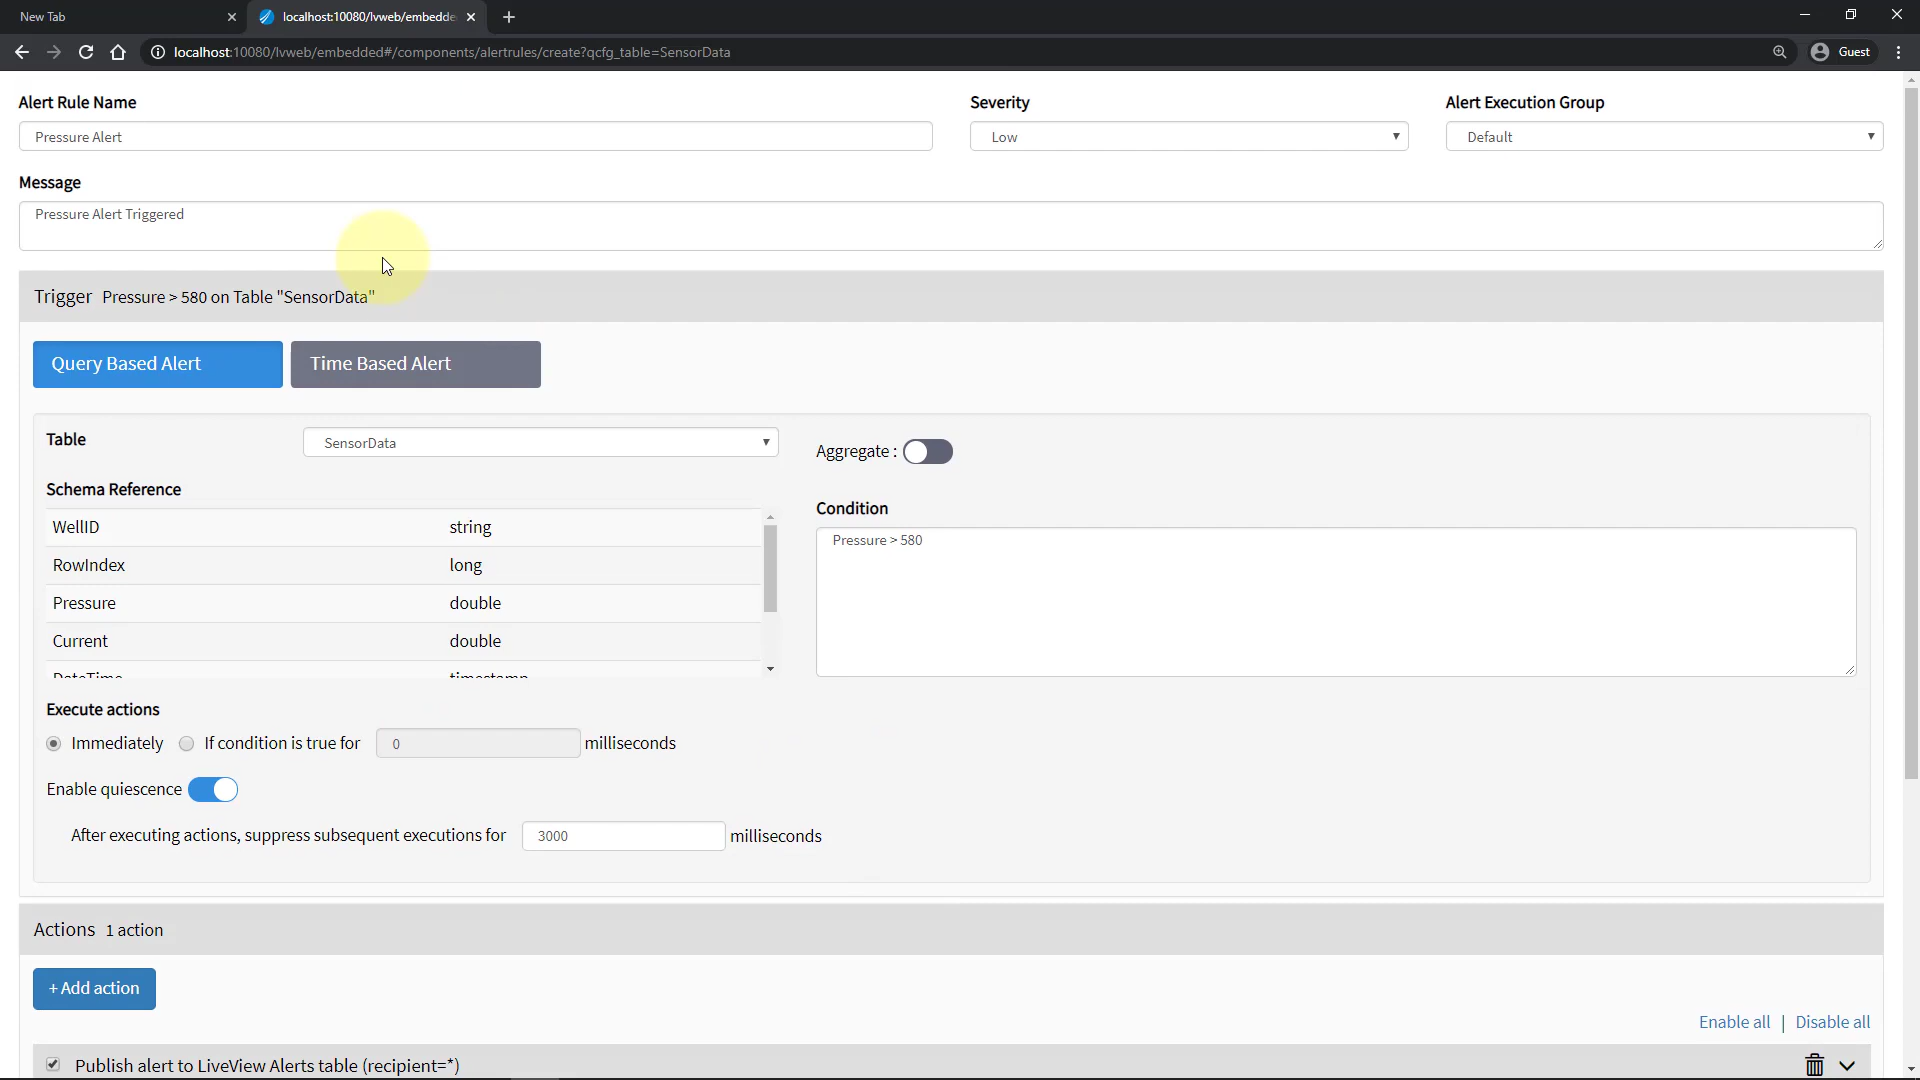 New Tab
localhost:10080/lvweb/embedde
localhost:10080/lvweb/embedded#/components/alertrules/create?qcfg_table=SensorData
Guest
Alert Rule Name
Severity
Alert Execution Group
Pressure Alert
Low
Default
Message
Pressure Alert Triggered
Trigger Pressure > 580 on Table "SensorData"
Query Based Alert
Time Based Alert
Table
SensorData
Aggregate :
Schema Reference
Condition
WellID string
Pressure > 580
RowIndex long
Pressure double
Current double
DateTime timestamp
Execute actions
Immediately
If condition is true for 0 milliseconds
Enable quiescence
After executing actions, suppress subsequent executions for 3000 milliseconds
Actions 1 action
+ Add action
Enable all | Disable all
Publish alert to LiveView Alerts table (recipient=*)